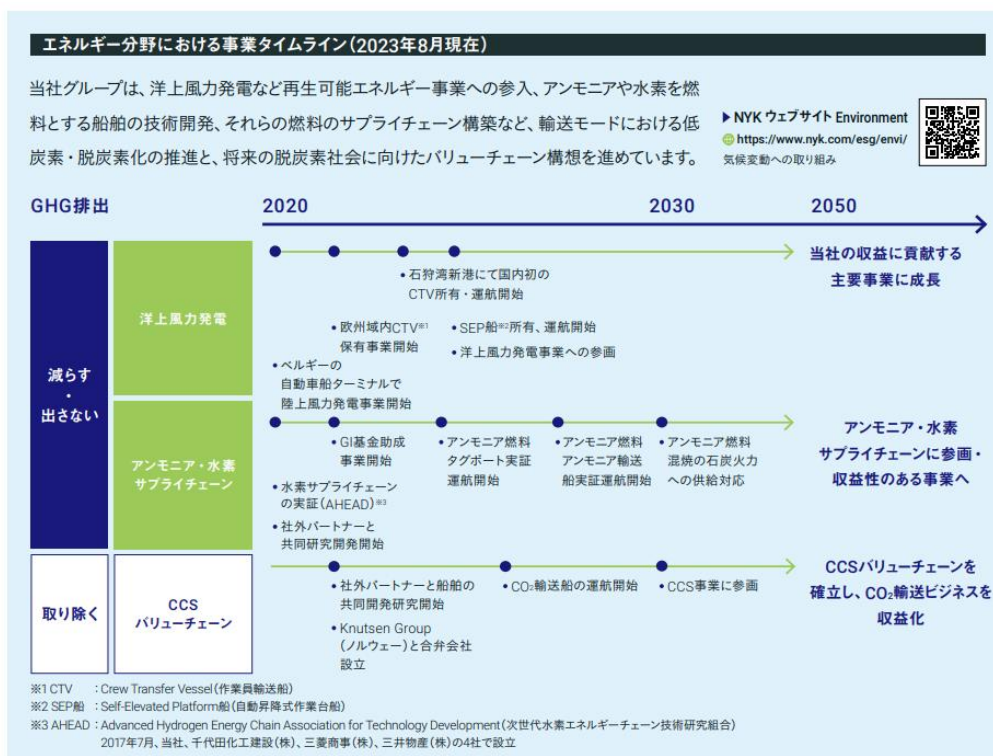 エネルギー分野における事業タイムライン（2023年8月現在）
当社グループは、洋上風力発電など再生可能エネルギー事業への参入、アンモニアや水素を燃
料とする船舶の技術開発、それらの燃料のサプライチェーン構築など、輸送モードにおける低
炭素・脱炭素化の推進と、将来の脱炭素社会に向けたバリューチェーン構想を進めています。
▶NYK ウェブサイト Environment
https://www.nyk.com/esg/envi/
気候変動への取り組み
GHG排出
2020
2030
2050
減らす
・
出さない
洋上風力発電
・石狩湾新港にて国内初の
CTV所有・運航開始
・欧州域内CTV※1
保有事業開始
・SEP船※2所有、運航開始
・洋上風力発電事業への参画
・ベルギーの
自動車船ターミナルで
陸上風力発電事業開始
当社の収益に貢献する
主要事業に成長
アンモニア・水素
サプライチェーン
・GI基金助成
事業開始
・アンモニア燃料
タグボート実証
運航開始
・アンモニア燃料
アンモニア輸送
船実証運航開始
・アンモニア燃料
混焼の石炭火力
への供給対応
・水素サプライチェーン
の実証（AHEAD）※3
・社外パートナーと
共同研究開発開始
アンモニア・水素
サプライチェーンに参画・
収益性のある事業へ
取り除く
CCS
バリューチェーン
・社外パートナーと船舶の
共同開発研究開始
・Knutsen Group
（ノルウェー）と合弁会社
設立
・CO₂輸送船の運航開始
・CCS事業に参画
CCSバリューチェーンを
確立し、CO₂輸送ビジネスを
収益化
※1 CTV ：Crew Transfer Vessel（作業員輸送船）
※2 SEP船 ：Self-Elevated Platform船（自動昇降式作業台船）
※3 AHEAD：Advanced Hydrogen Energy Chain Association for Technology Development（次世代水素エネルギーチェーン技術研究組合）
2017年7月、当社、千代田化工建設（株）、三菱商事（株）、三井物産（株）の4社で設立